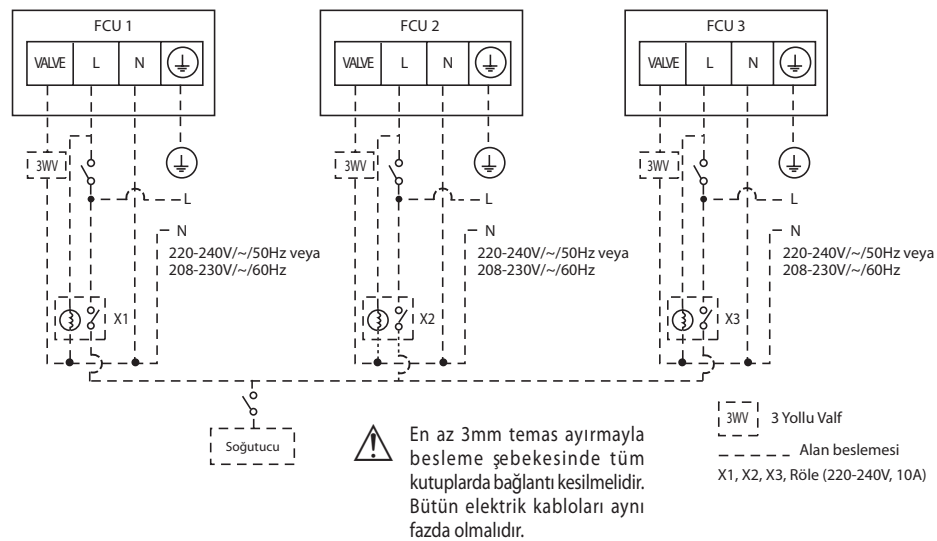 FCU 1
FCU 2
FCU 3
VALVE L N
VALVE L N
VALVE L N
3WV
3WV
3WV
L
L
L
N
220-240V/~/50Hz veya
208-230V/~/60Hz
N
220-240V/~/50Hz veya
208-230V/~/60Hz
N
220-240V/~/50Hz veya
208-230V/~/60Hz
X1
X2
X3
Soğutucu
En az 3mm temas ayırmayla
besleme şebekesinde tüm
kutuplarda bağlantı kesilmelidir.
Bütün elektrik kabloları aynı
fazda olmalıdır.
3WV 3 Yollu Valf
Alan beslemesi
X1, X2, X3, Röle (220-240V, 10A)